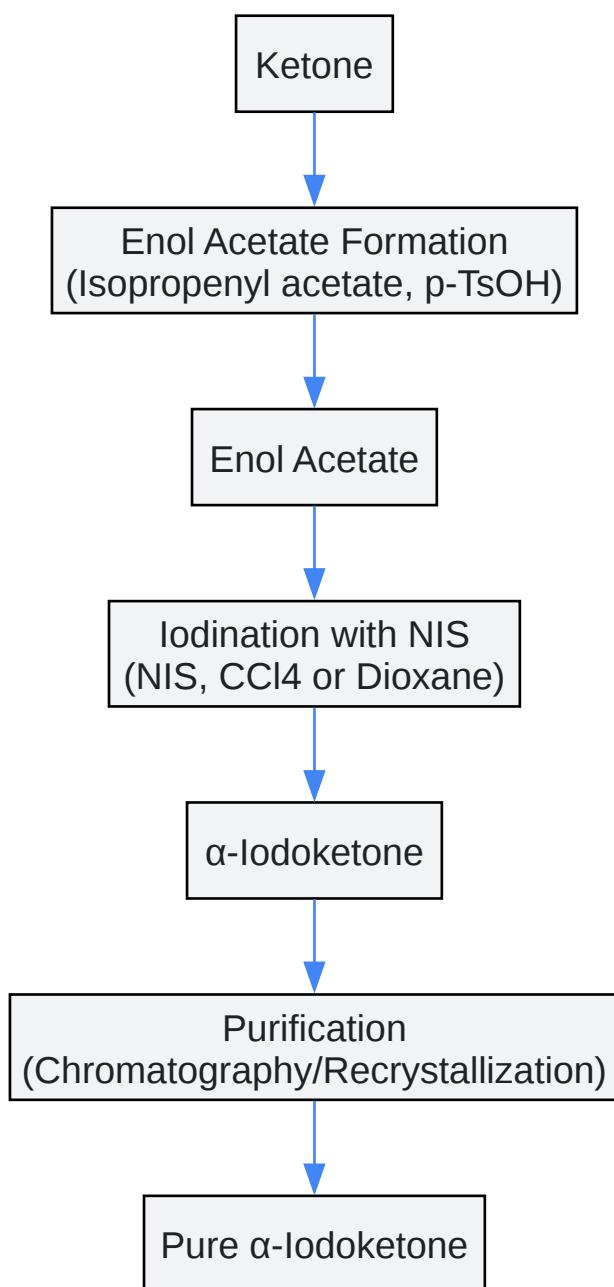 Ketone
Enol Acetate Formation
(Isopropenyl acetate, p-TsOH)
Enol Acetate
Iodination with NIS
(NIS, CCl4 or Dioxane)
α-Iodoketone
Purification
(Chromatography/Recrystallization)
Pure α-Iodoketone